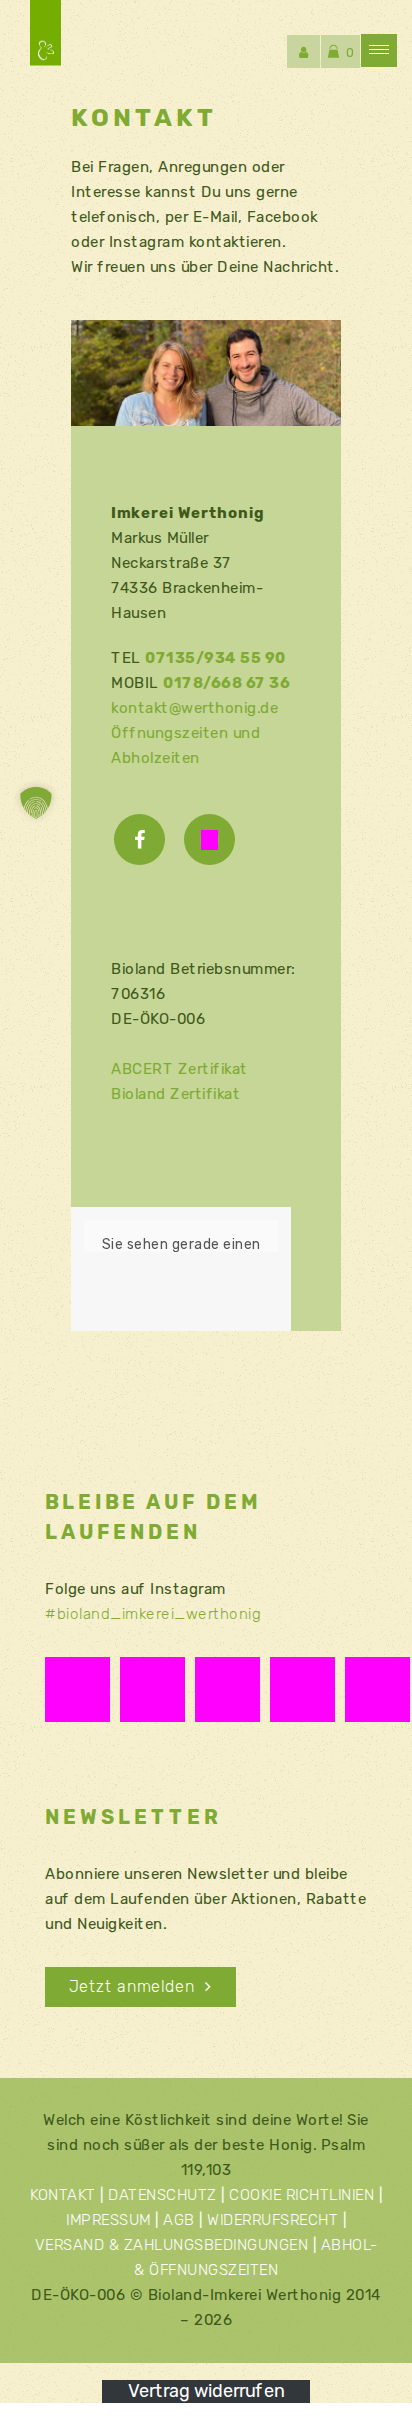 0
KONTAKT
Bei Fragen, Anregungen oder
Interesse kannst Du uns gerne
telefonisch, per E-Mail, Facebook
oder Instagram kontaktieren.
Wir freuen uns über Deine Nachricht.
Imkerei Werthonig
Markus Müller
Neckarstraße 37
74336 Brackenheim-
Hausen
TEL 07135/934 55 90
MOBIL 0178/668 67 36
kontakt@werthonig.de
Öffnungszeiten und
Abholzeiten
Bioland Betriebsnummer:
706316
DE-ÖKO-006
ABCERT Zertifikat
Bioland Zertifikat
Sie sehen gerade einen
BLEIBE AUF DEM
LAUFENDEN
Folge uns auf Instagram
#bioland_imkerei_werthonig
NEWSLETTER
Abonniere unseren Newsletter und bleibe
auf dem Laufenden über Aktionen, Rabatte
und Neuigkeiten.
Jetzt anmelden
Welch eine Köstlichkeit sind deine Worte! Sie
sind noch süßer als der beste Honig. Psalm
119,103
KONTAKT | DATENSCHUTZ | COOKIE RICHTLINIEN |
IMPRESSUM | AGB | WIDERRUFSRECHT |
VERSAND & ZAHLUNGSBEDINGUNGEN | ABHOL-
& ÖFFNUNGSZEITEN
DE-ÖKO-006 © Bioland-Imkerei Werthonig 2014
– 2026
Vertrag widerrufen